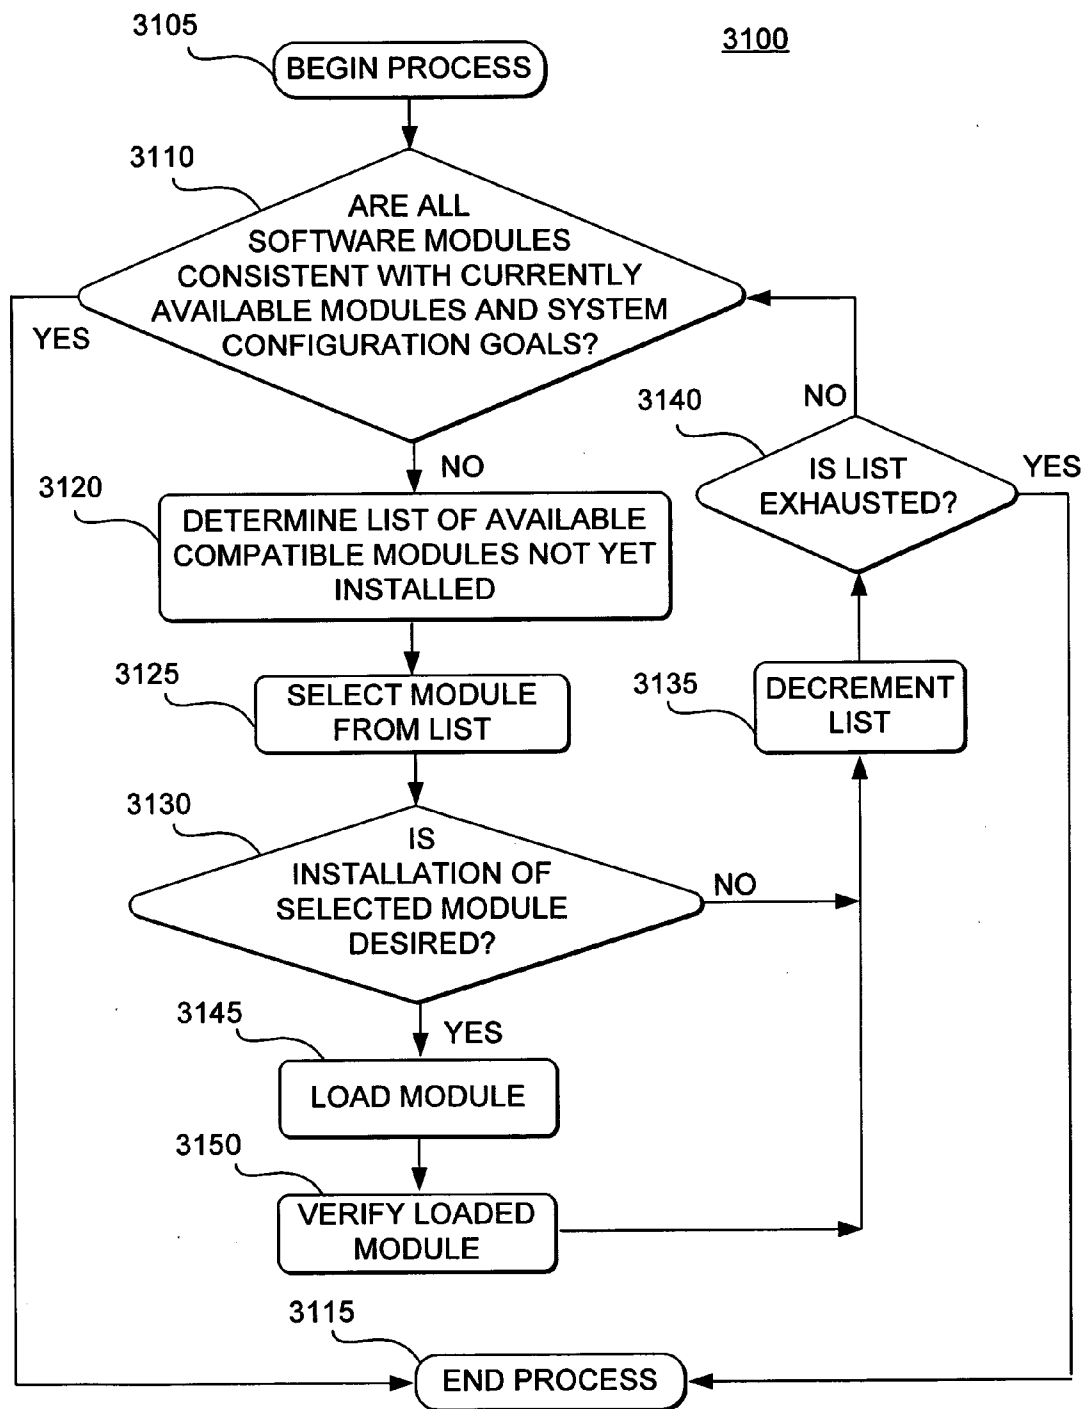 3105
3100
BEGIN PROCESS
3110
ARE ALL
SOFTWARE MODULES
CONSISTENT WITH CURRENTLY
AVAILABLE MODULES AND SYSTEM
CONFIGURATION GOALS?
YES
NO
3140
NO
IS LIST
EXHAUSTED?
YES
3120
DETERMINE LIST OF AVAILABLE
COMPATIBLE MODULES NOT YET
INSTALLED
3125
SELECT MODULE
FROM LIST
3135
DECREMENT
LIST
3130
IS
INSTALLATION OF
SELECTED MODULE
DESIRED?
NO
YES
3145
LOAD MODULE
3150
VERIFY LOADED
MODULE
3115
END PROCESS